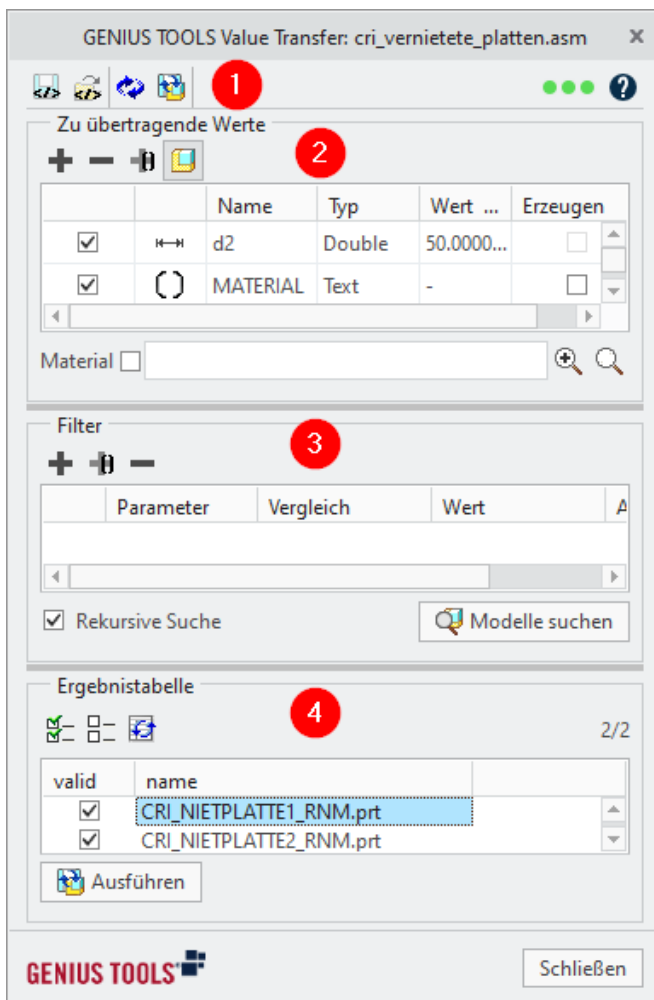 GENIUS TOOLS Value Transfer: cri_vernietete_platten.asm x
</> </> 1 ?
Zu übertragende Werte
2
Name Typ Wert ... Erzeugen
d2 Double 50.0000...
MATERIAL Text -
Material
Filter
3
Parameter Vergleich Wert A
Rekursive Suche Modelle suchen
Ergebnistabelle
4
2/2
valid name
CRI_NIETPLATTE1_RNM.prt
CRI_NIETPLATTE2_RNM.prt
Ausführen
GENIUS TOOLS Schließen